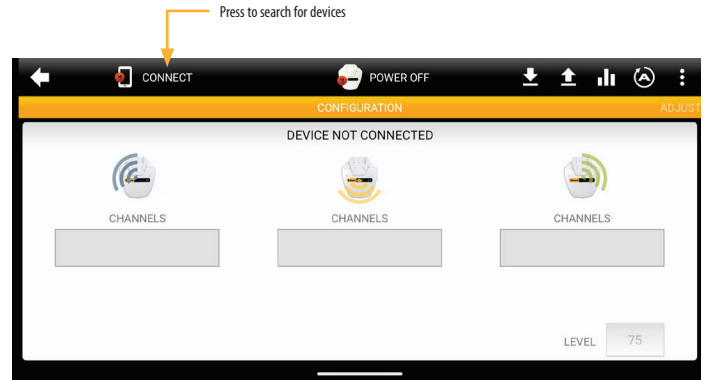 Press to search for devices
CONNECT
POWER OFF
CONFIGURATION
ADJUST
DEVICE NOT CONNECTED
CHANNELS
CHANNELS
CHANNELS
LEVEL 75